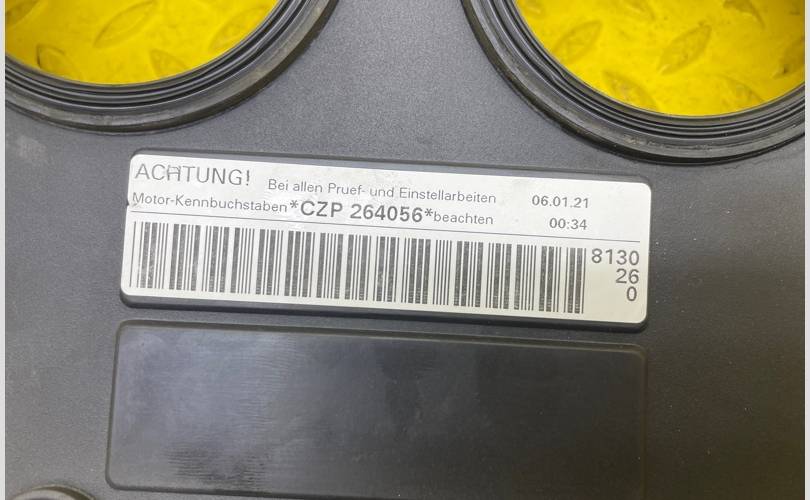 ACHTUNG! Bei allen Pruef- und Einstellarbeiten 06.01.21
Motor-Kennbuchstaben *CZP 264056* beachten 00:34
8130
26
0